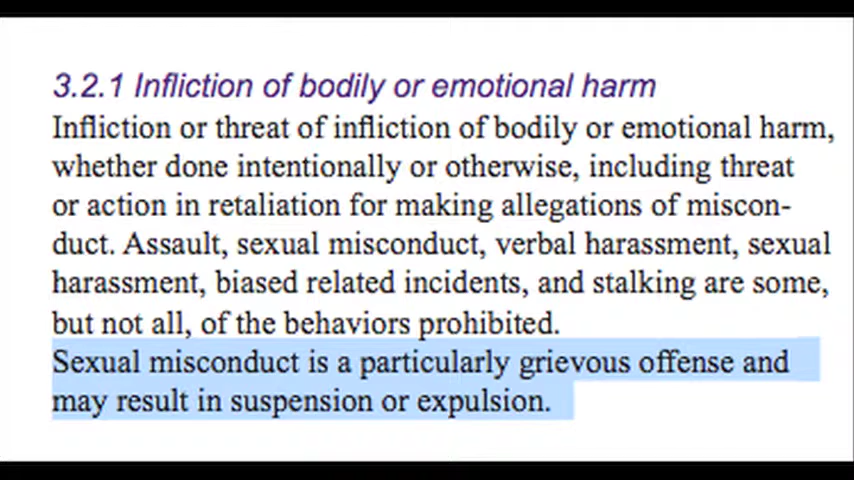 3.2.1 Infliction of bodily or emotional harm
Infliction or threat of infliction of bodily or emotional harm,
whether done intentionally or otherwise, including threat
or action in retaliation for making allegations of miscon-
duct. Assault, sexual misconduct, verbal harassment, sexual
harassment, biased related incidents, and stalking are some,
but not all, of the behaviors prohibited.
Sexual misconduct is a particularly grievous offense and
may result in suspension or expulsion.